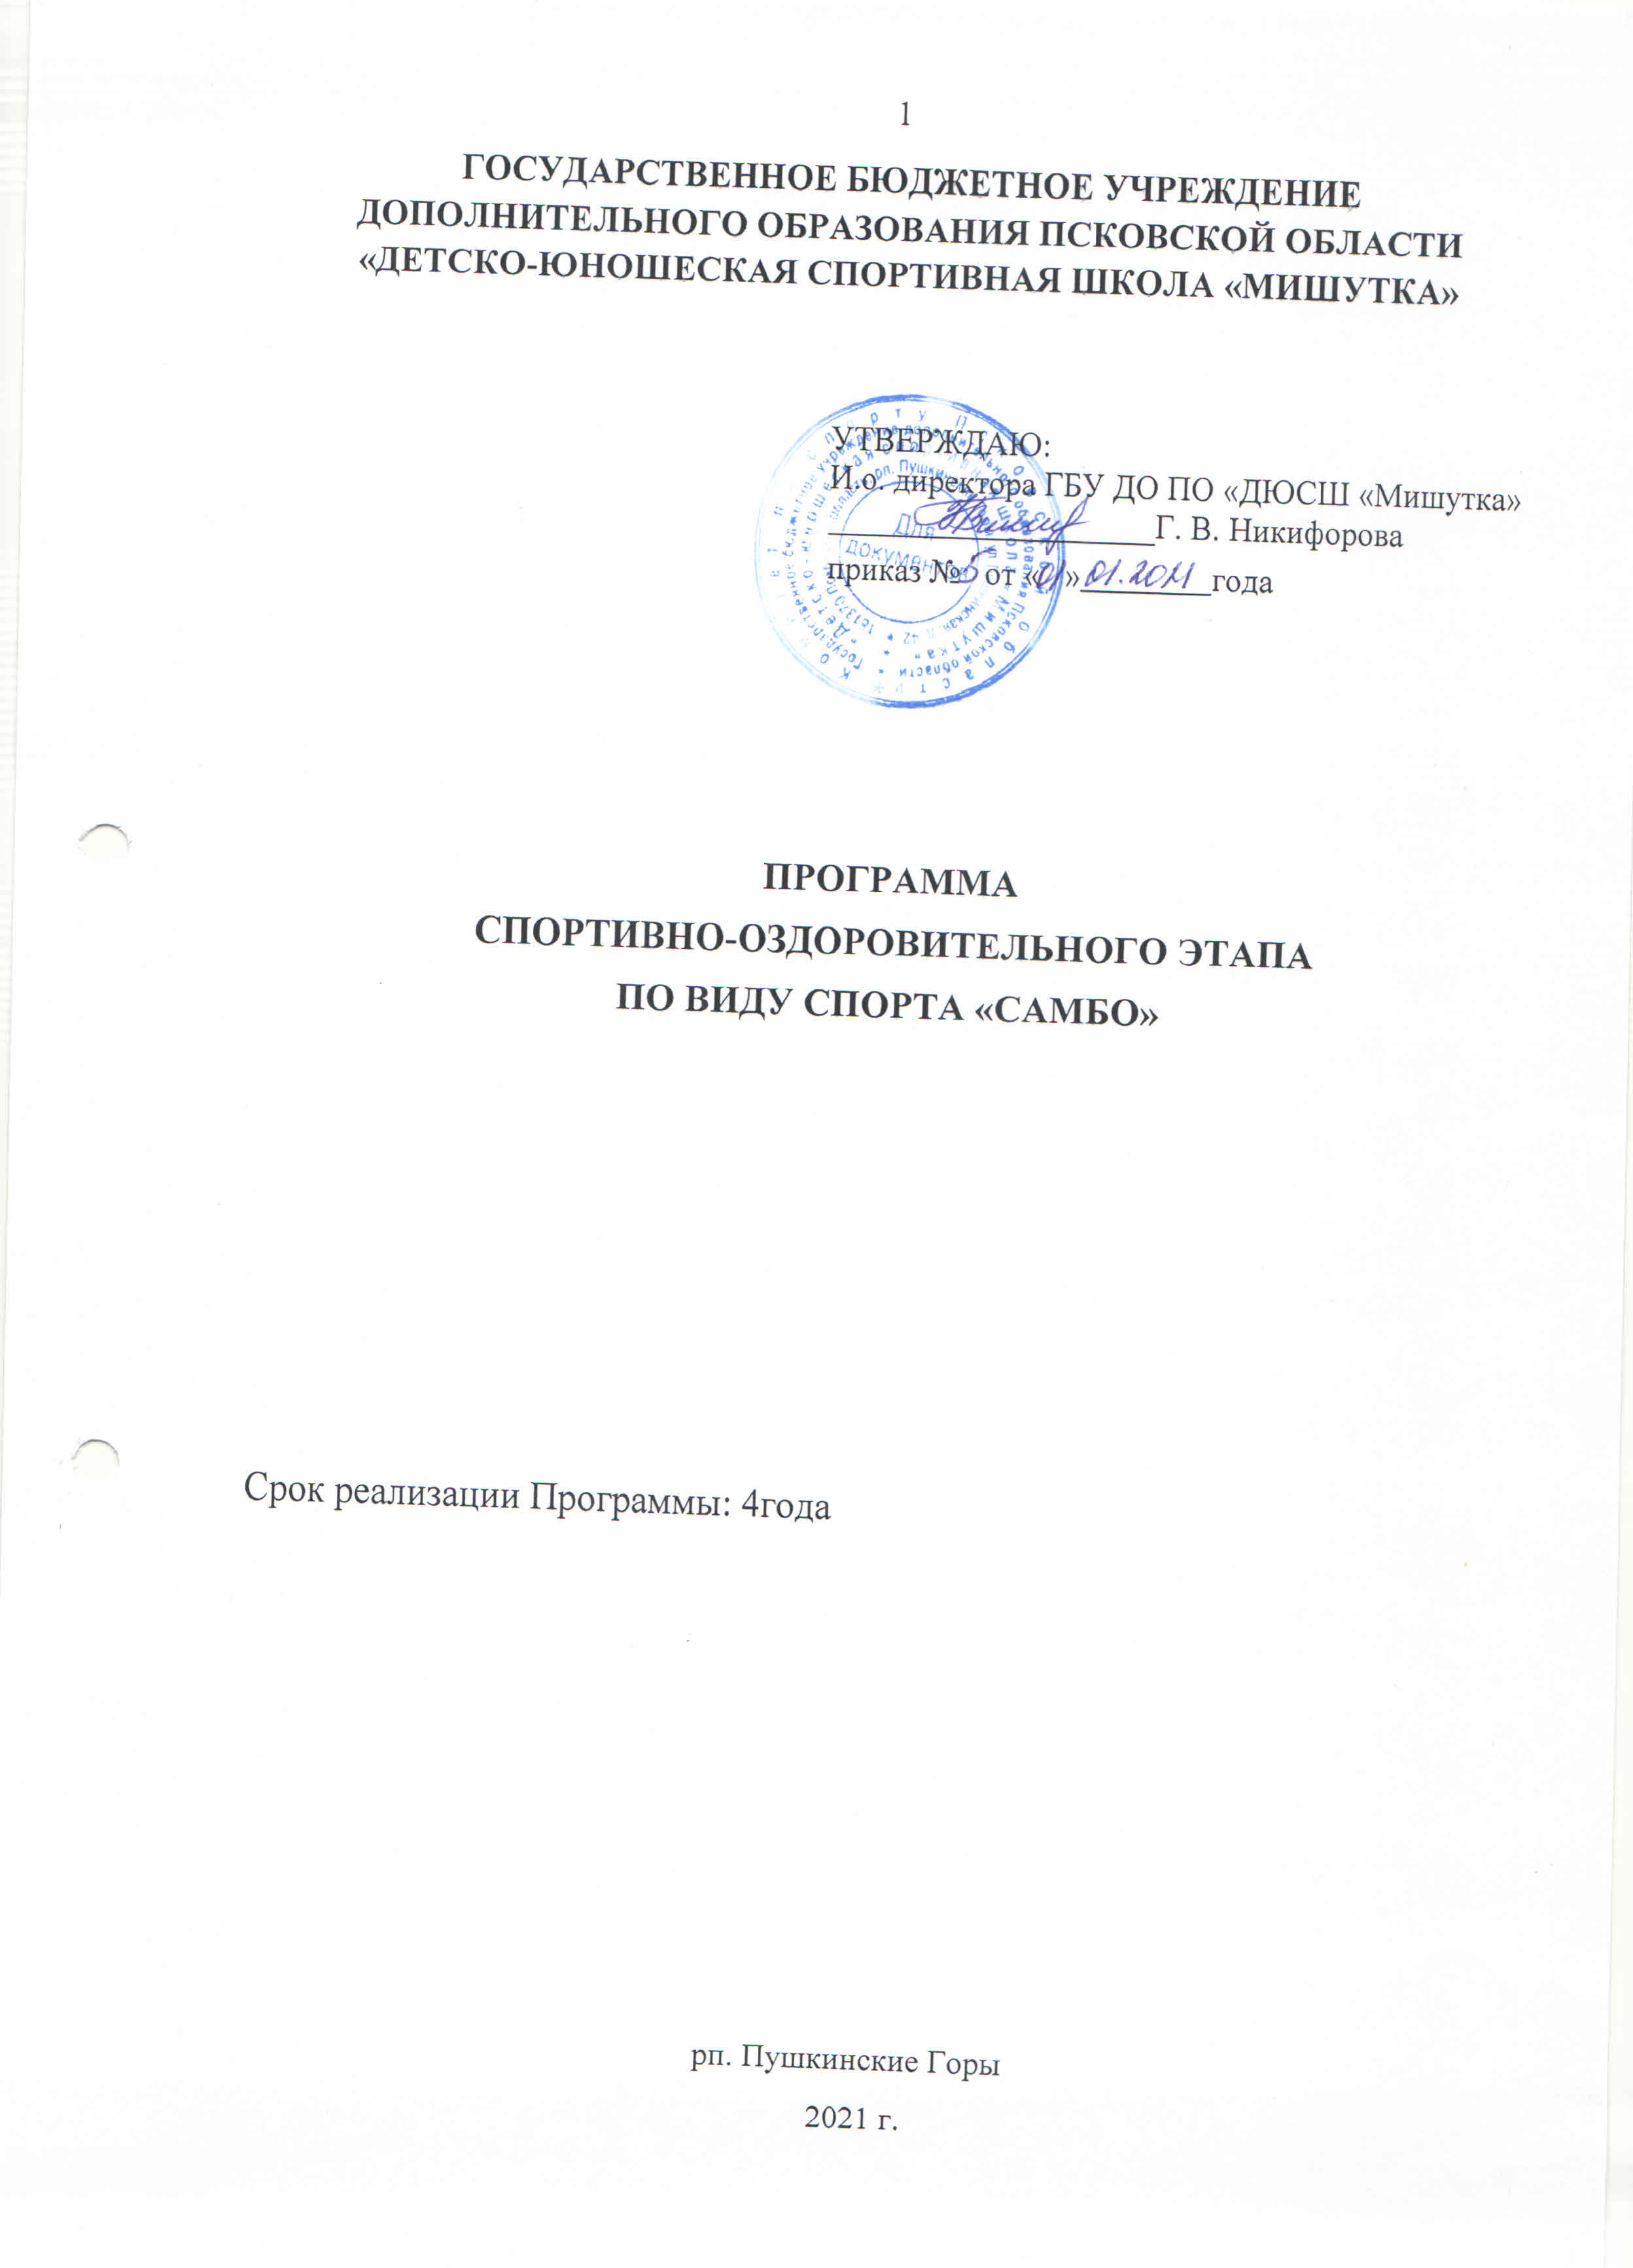 1
ГОСУДАРСТВЕННОЕ БЮДЖЕТНОЕ УЧРЕЖДЕНИЕ
ДОПОЛНИТЕЛЬНОГО ОБРАЗОВАНИЯ ПСКОВСКОЙ ОБЛАСТИ
«ДЕТСКО-ЮНОШЕСКАЯ СПОРТИВНАЯ ШКОЛА «МИШУТКА»
УТВЕРЖДАЮ:
И.о. директора ГБУ ДО ПО «ДЮСШ «Мишутка»
Г. В. Никифорова
приказ №5 от «01» 01.2021 года
Для
документов
ПРОГРАММА
СПОРТИВНО-ОЗДОРОВИТЕЛЬНОГО ЭТАПА
ПО ВИДУ СПОРТА «САМБО»
Срок реализации Программы: 4года
рп. Пушкинские Горы
2021 г.